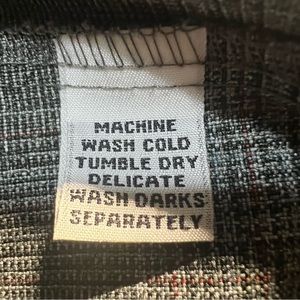 MACHINE
WASH COLD
TUMBLE DRY
DELICATE
WASH DARKS
SEPARATELY